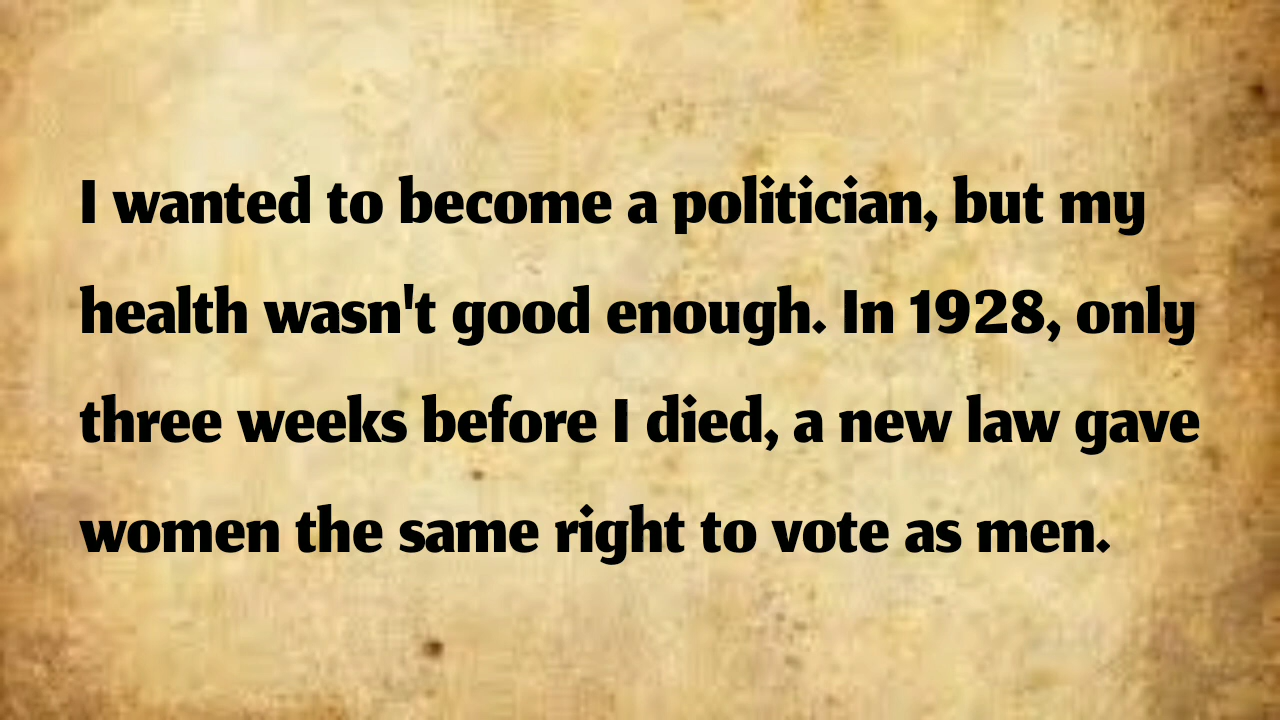 I wanted to become a politician, but my
health wasn't good enough. In 1928, only
three weeks before I died, a new law gave
women the same right to vote as men.